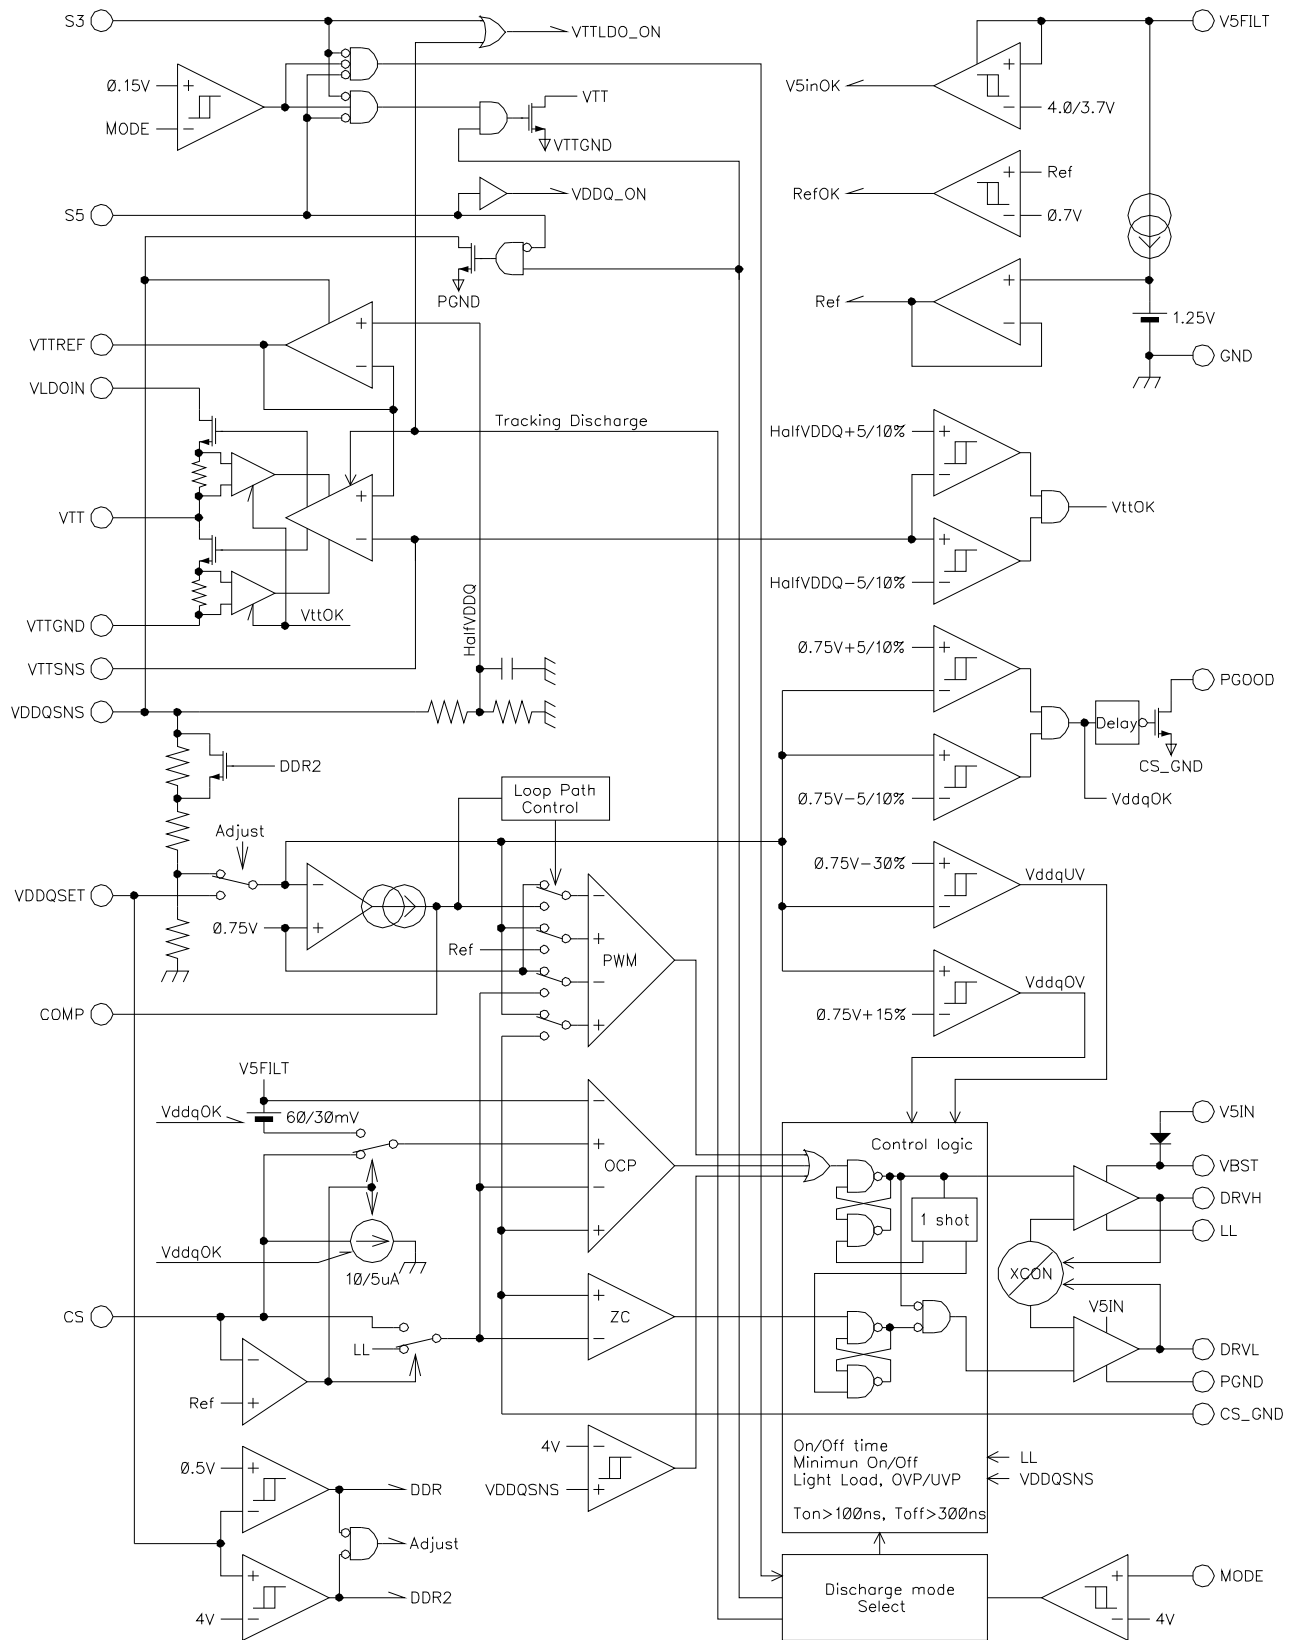 S3
VTTLDO_ON
V5FILT
0.15V
+
MODE
−
VTT
VTTGND
V5inOK
+
−
4.0/3.7V
S5
VDDQ_ON
RefOK
+
Ref
−
0.7V
PGND
Ref
+
−
1.25V
GND
VTTREF
+
−
VLDOIN
Tracking Discharge
HalfVDDQ+5/10%
+
−
VTT
+
−
VttOK
+
HalfVDDQ−5/10%
−
VTTGND
VttOK
HalfVDDQ
VTTSNS
0.75V+5/10%
+
−
PGOOD
VDDQSNS
Delay
CS_GND
DDR2
+
0.75V−5/10%
−
VddqOK
Loop Path
Control
Adjust
0.75V−30%
+
−
VddqUV
VDDQSET
−
0.75V
+
Ref
−
+
−
+
PWM
+
0.75V+15%
−
VddqOV
COMP
V5FILT
VddqOK
60/30mV
−
+
−
+
OCP
Control logic
V5IN
VBST
DRVH
LL
1 shot
VddqOK
10/5uA
XCON
CS
+
−
ZC
V5IN
LL
DRVL
PGND
−
Ref
+
CS_GND
4V
−
VDDQSNS
+
On/Off time
Minimun On/Off
Light Load, OVP/UVP
Ton>100ns, Toff>300ns
LL
VDDQSNS
0.5V
+
−
DDR
Adjust
+
4V
−
DDR2
Discharge mode
Select
+
−
MODE
4V